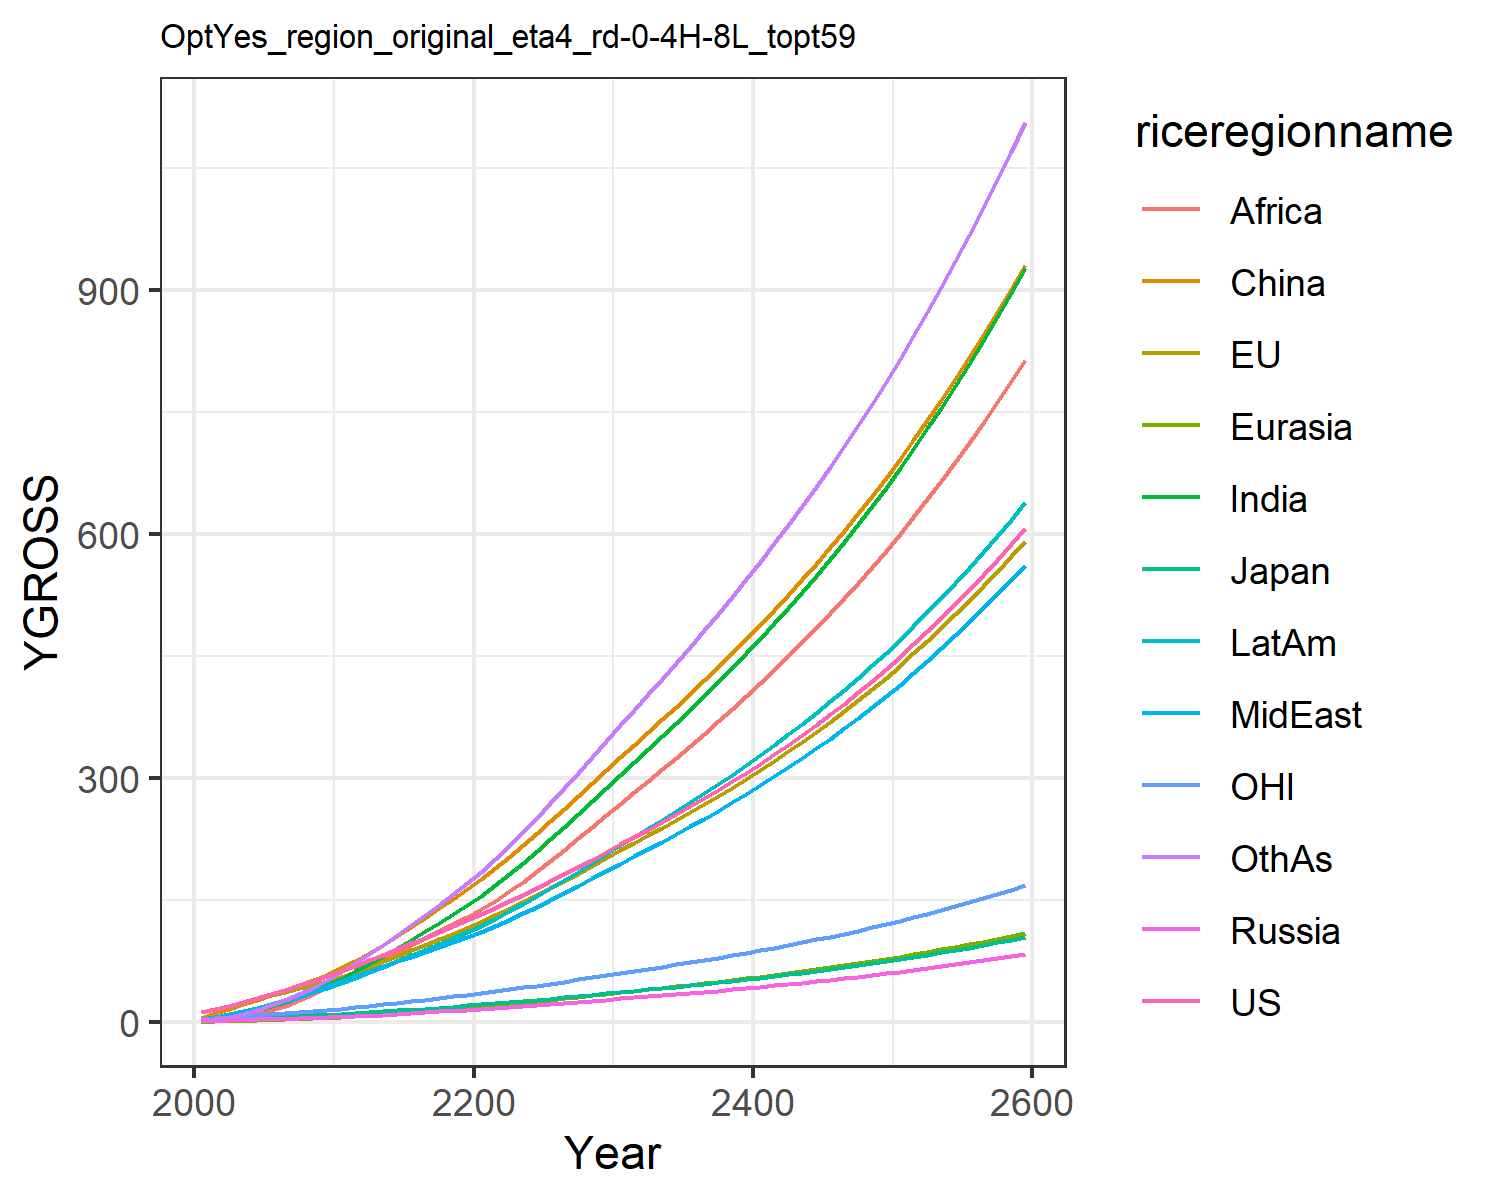 OptYes_region_original_eta4_rd-0-4H-8L_topt59
YGROSS
900
600
300
0
2000
2200
2400
2600
Year
riceregionname
Africa
China
EU
Eurasia
India
Japan
LatAm
MidEast
OHI
OthAs
Russia
US